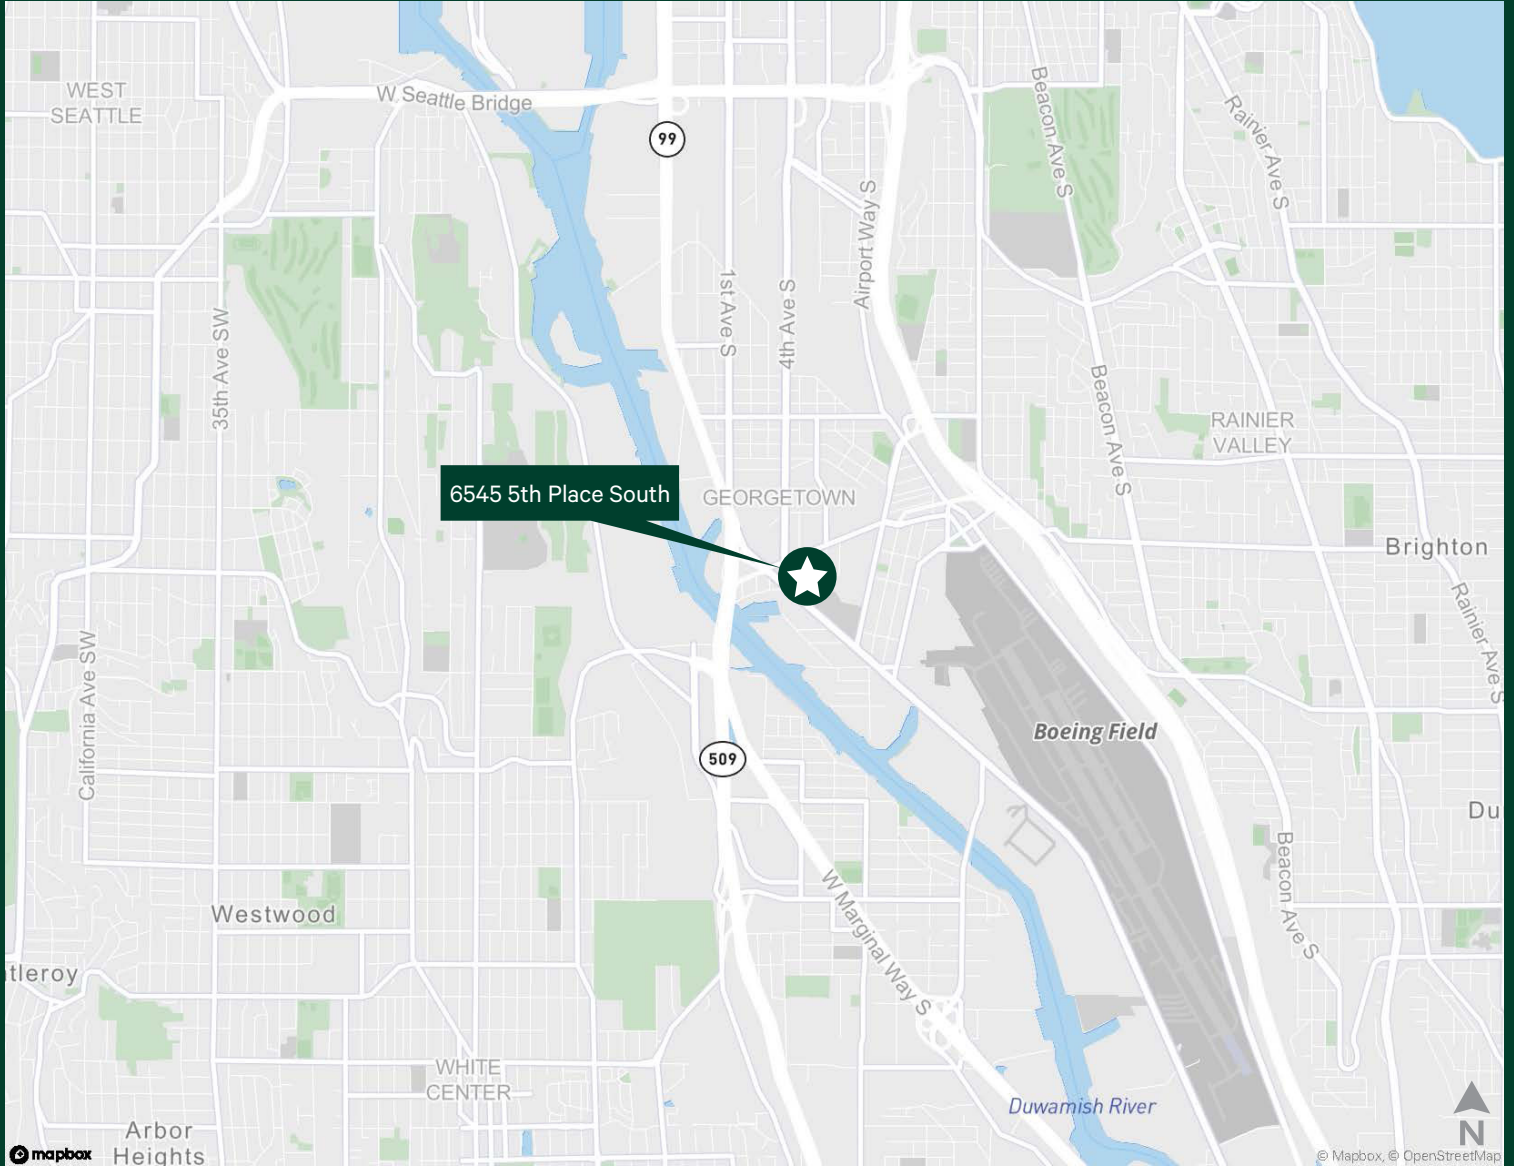 WEST
SEATTLE
W Seattle Bridge
99
Beacon Ave S
Rainier Ave S
Airport Way S
1st Ave S
4th Ave S
35th Ave SW
Beacon Ave S
RAINIER
VALLEY
6545 5th Place South
GEORGETOWN
Brighton
Rainier Ave S
California Ave SW
Boeing Field
509
Du
Beacon Ave S
W Marginal Way S
Westwood
tleroy
WHITE
CENTER
Duwamish River
Arbor
Heights
N
mapbox
© Mapbox, © OpenStreetMap